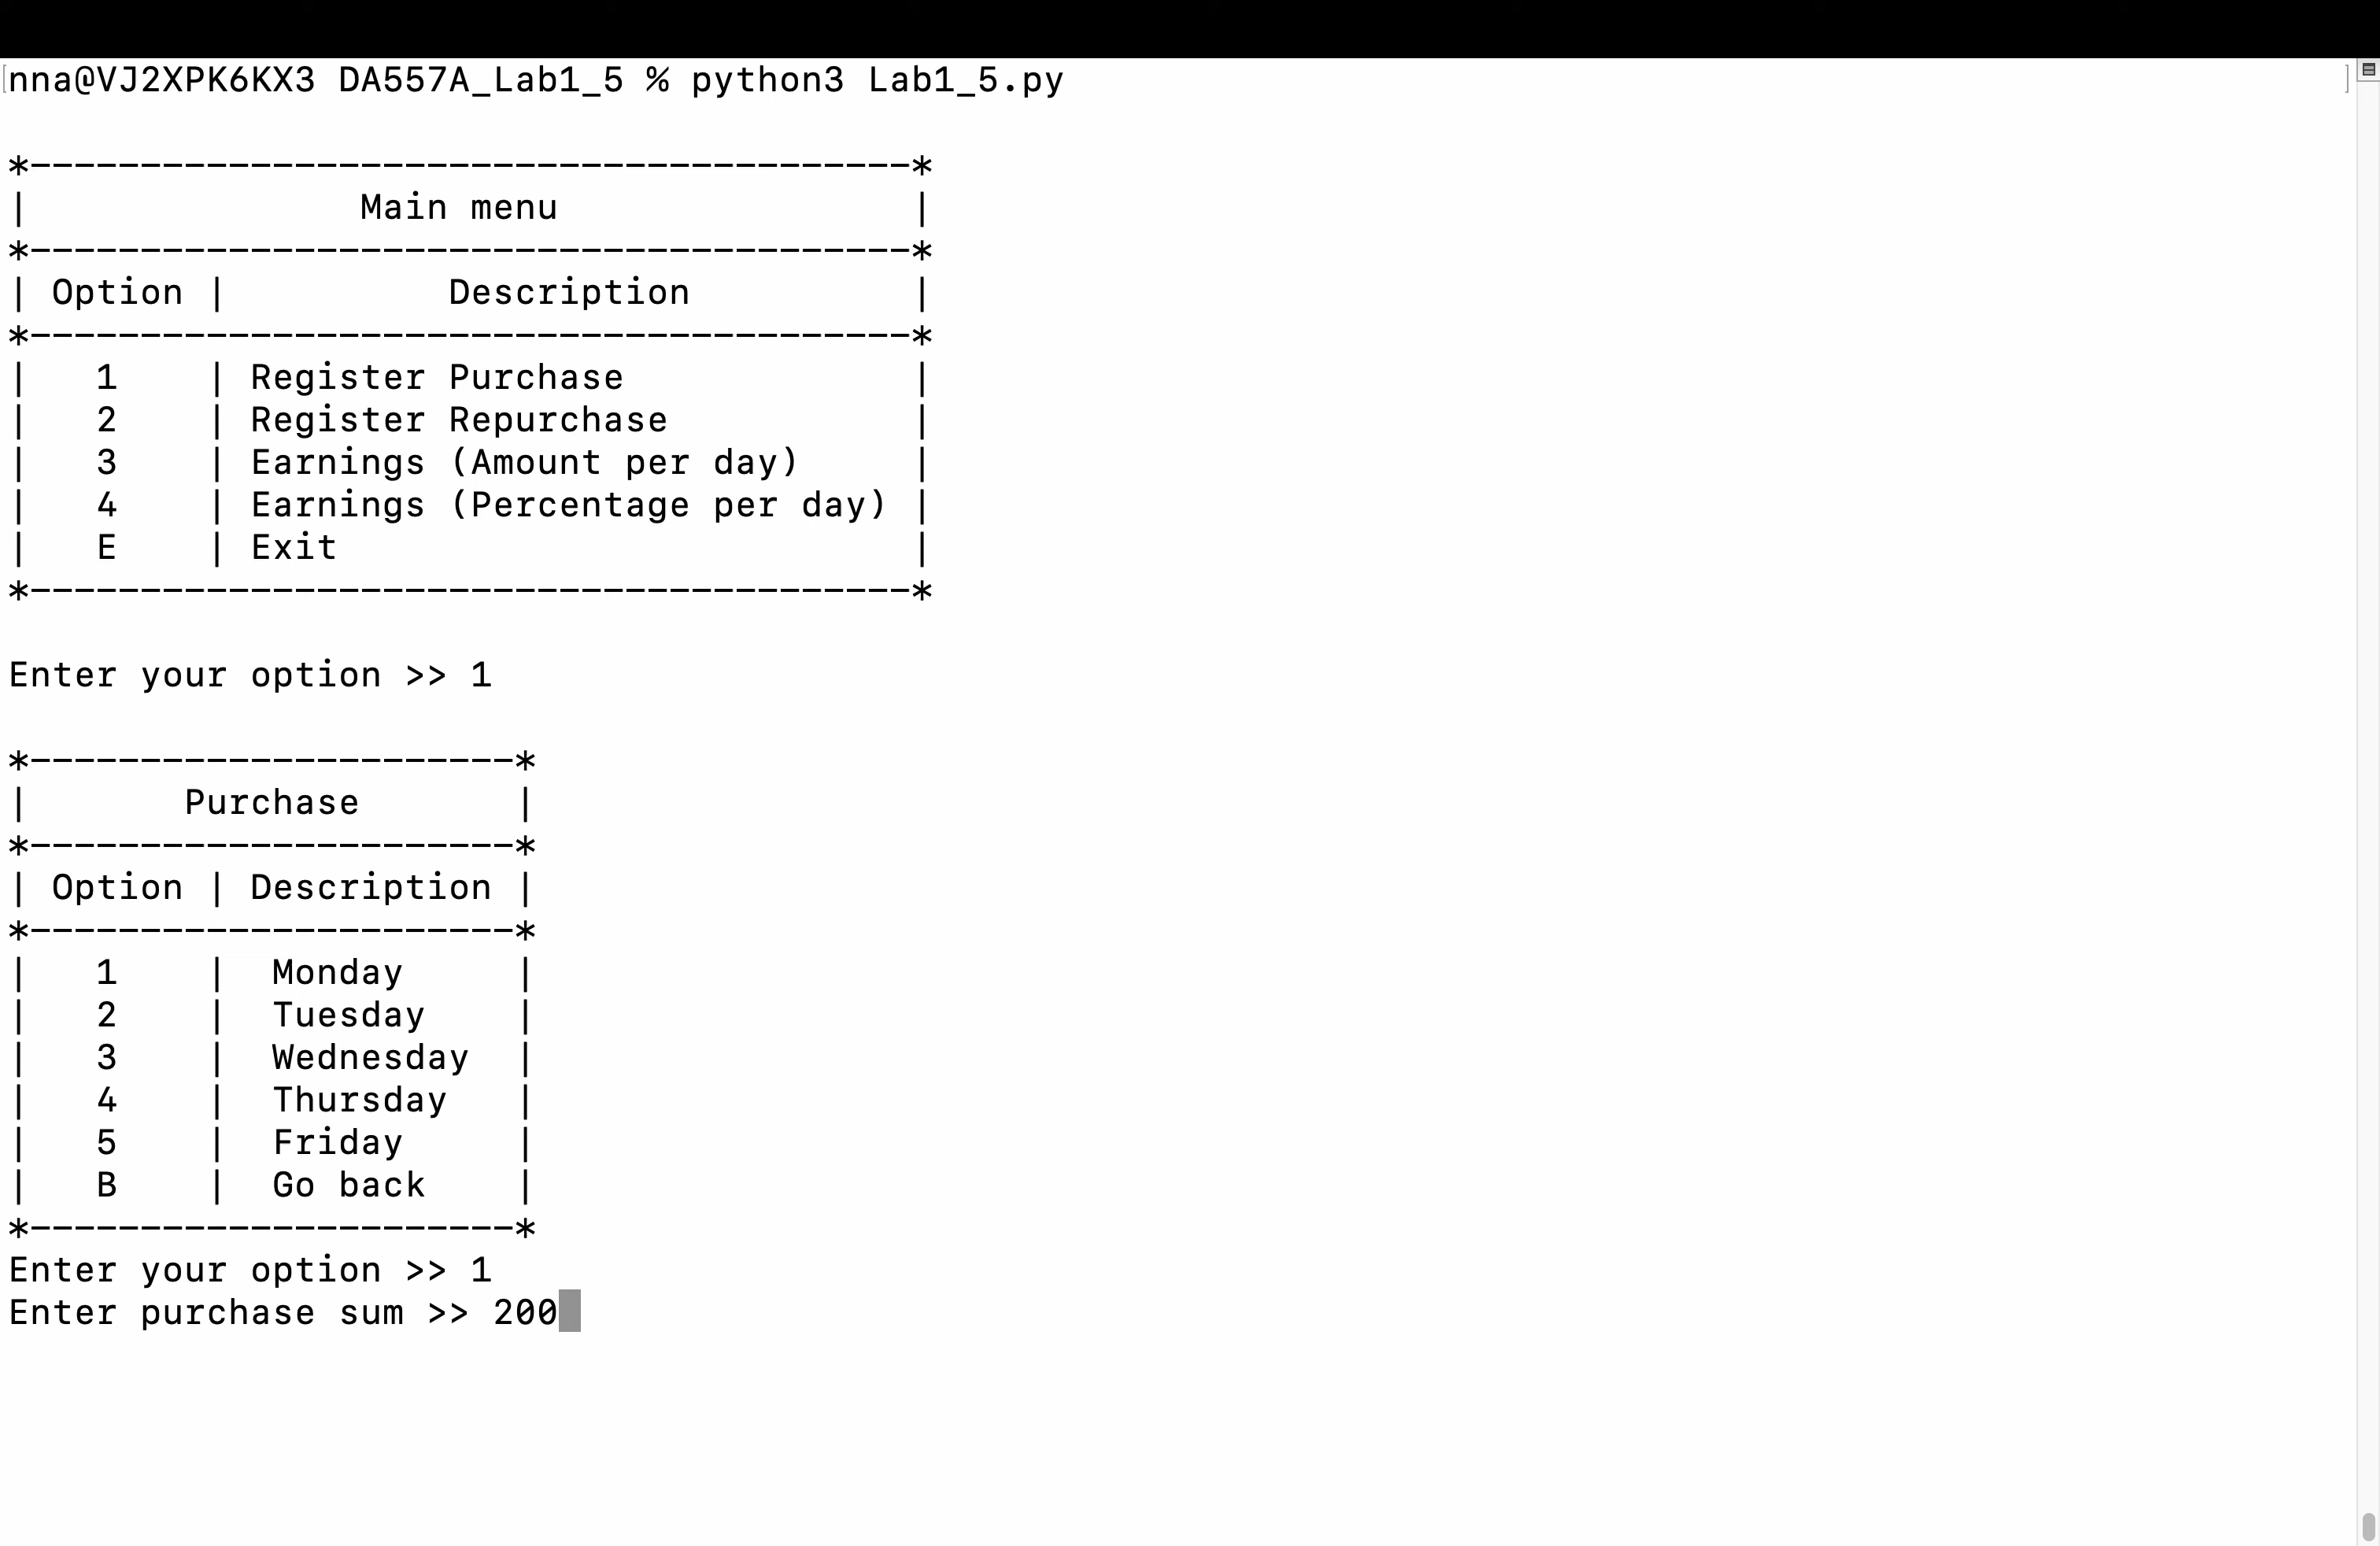 nna@VJ2XPK6KX3 DA557A_Lab1_5 % python3 Lab1_5.py
*----------------------------------------*
|               Main menu                |
*----------------------------------------*
| Option |          Description          |
*----------------------------------------*
|   1    | Register Purchase             |
|   2    | Register Repurchase           |
|   3    | Earnings (Amount per day)     |
|   4    | Earnings (Percentage per day) |
|   E    | Exit                          |
*----------------------------------------*
Enter your option >> 1
*----------------------*
|       Purchase       |
*----------------------*
| Option | Description |
*----------------------*
|   1    |  Monday     |
|   2    |  Tuesday    |
|   3    |  Wednesday  |
|   4    |  Thursday   |
|   5    |  Friday     |
|   B    |  Go back    |
*----------------------*
Enter your option >> 1
Enter purchase sum >> 200